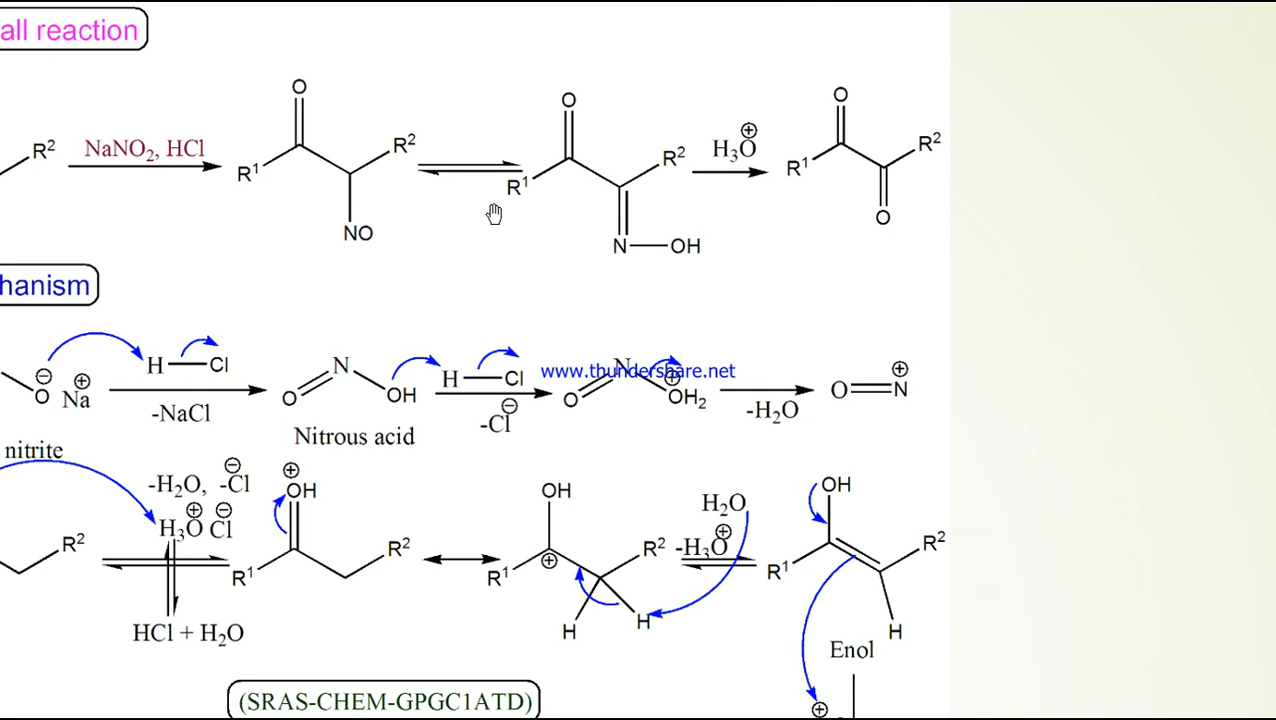 all reaction
O O O
R² NaNO₂, HCl R¹ R² R¹ R² H₃O⊕ R¹ R²
NO N OH O
hanism
O⊖ Na⊕ H Cl -NaCl O N OH H Cl -Cl⊖ www.thundershare.net O N ⊕OH₂ -H₂O O N⊕
Nitrous acid
nitrite
-H₂O, -Cl⊖ ⊕OH OH H₂O OH
H₃O⊕ Cl⊖ -H₃O⊕
R² R¹ R² R¹ ⊕ R² R¹ R²
HCl + H₂O H H H
Enol
(SRAS-CHEM-GPGC1ATD) ⊕